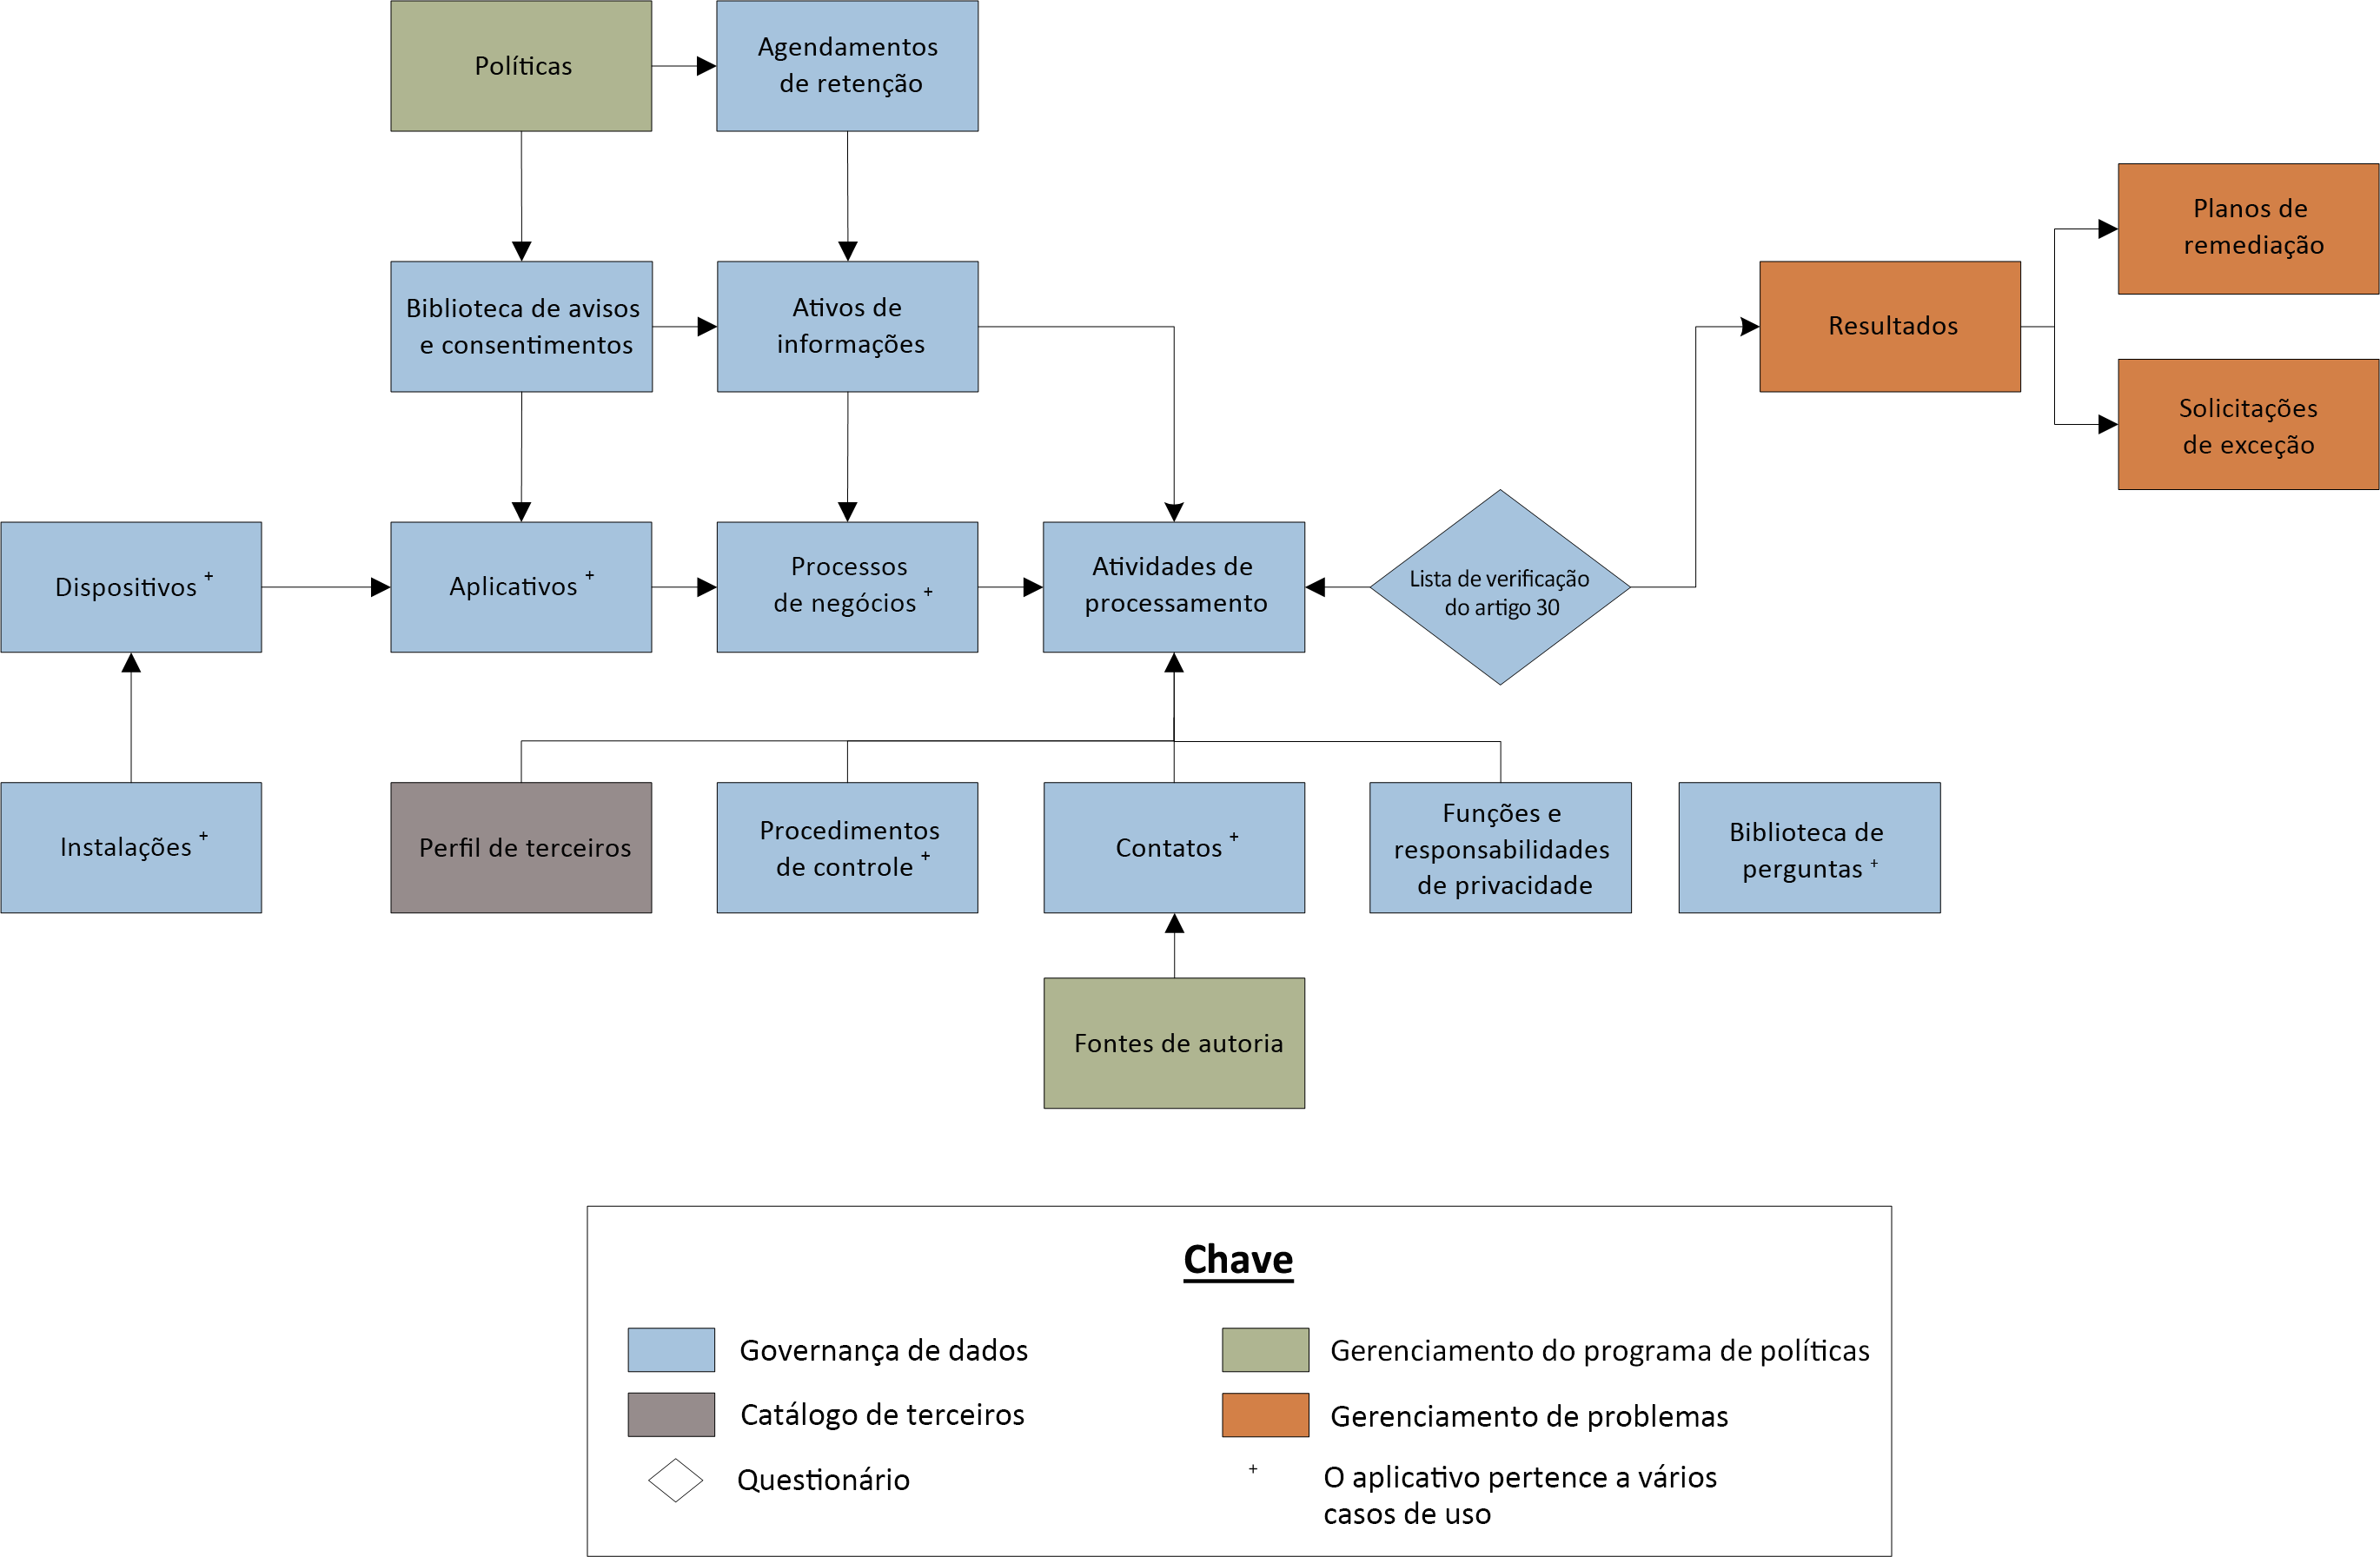 Políticas
Agendamentos
de retenção
Planos de
remediação
Biblioteca de avisos
e consentimentos
Ativos de
informações
Resultados
Solicitações
de exceção
Dispositivos +
Aplicativos +
Processos
de negócios +
Atividades de
processamento
Lista de verificação
do artigo 30
Instalações +
Perfil de terceiros
Procedimentos
de controle +
Contatos +
Funções e
responsabilidades
de privacidade
Biblioteca de
perguntas +
Fontes de autoria
Chave
Governança de dados
Gerenciamento do programa de políticas
Catálogo de terceiros
Gerenciamento de problemas
Questionário
+ O aplicativo pertence a vários
casos de uso